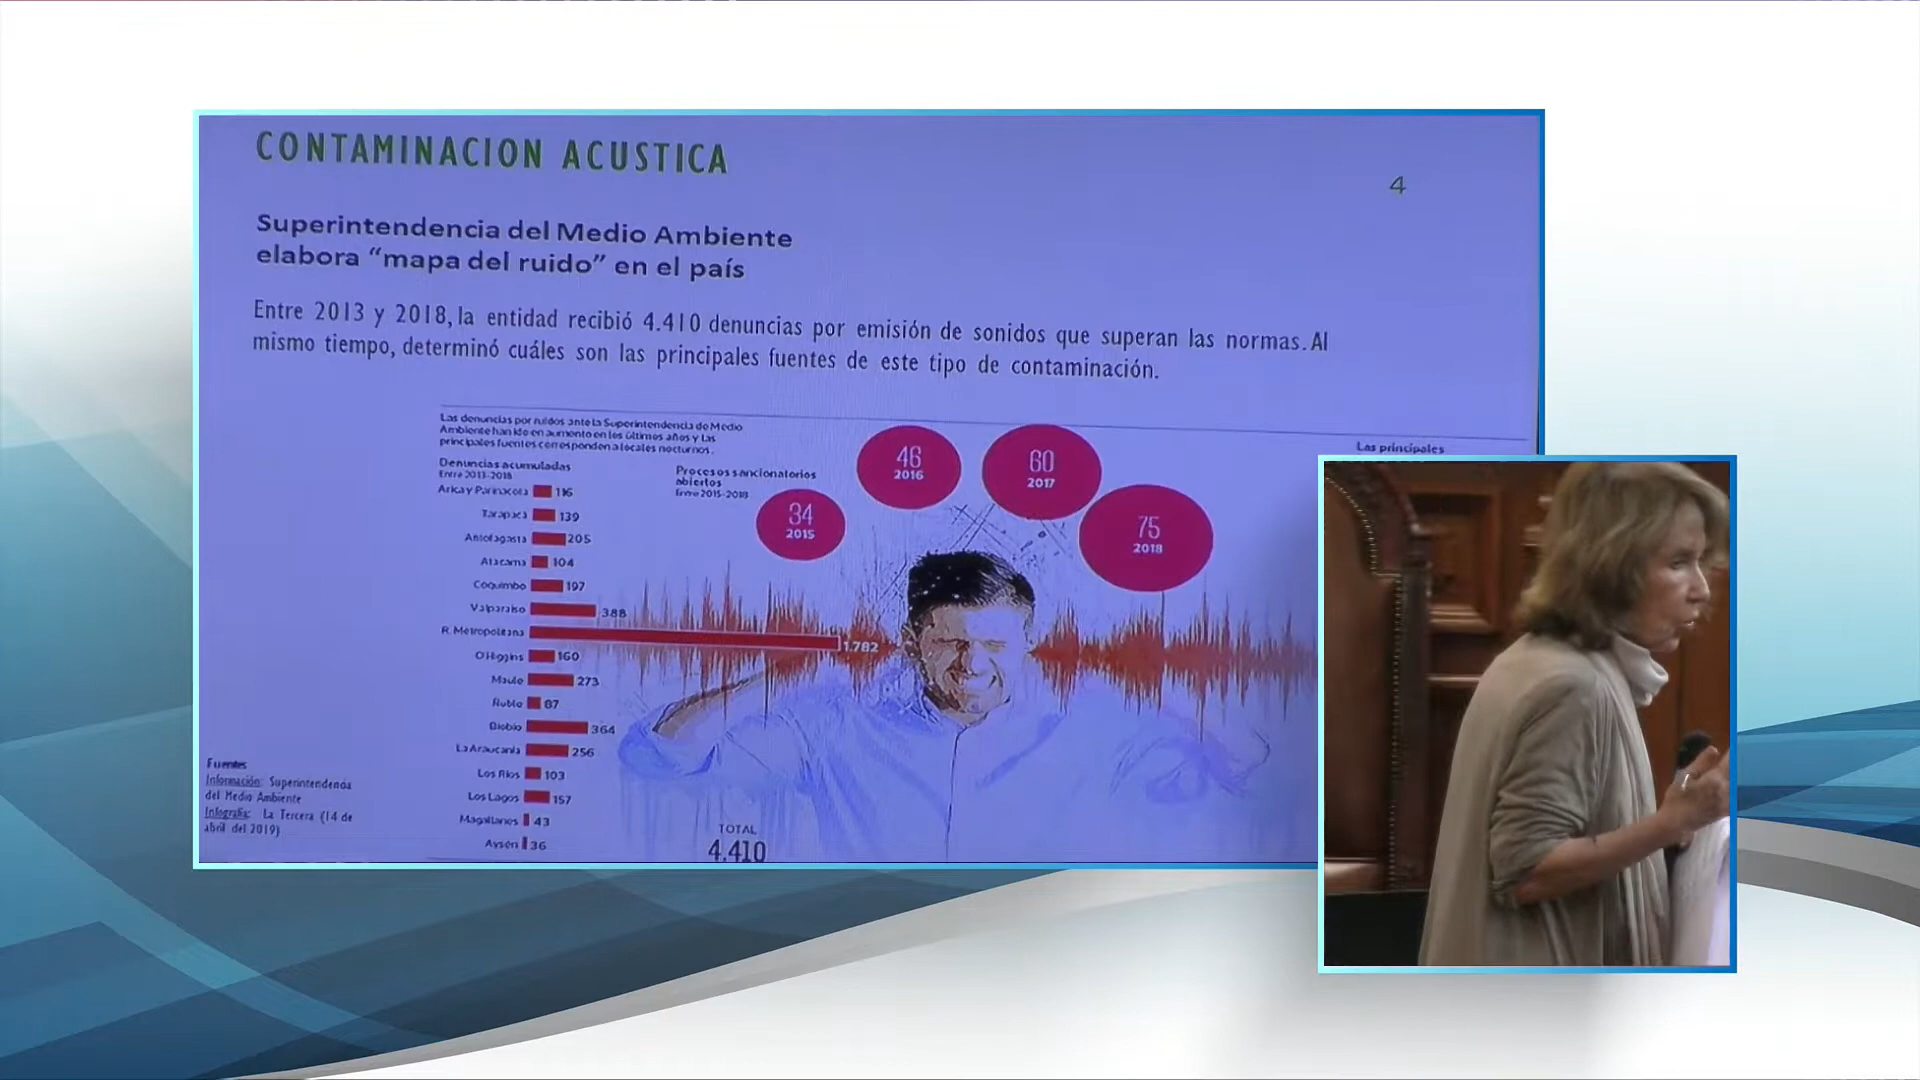 CONTAMINACION ACUSTICA
4
Superintendencia del Medio Ambiente
elabora “mapa del ruido” en el país
Entre 2013 y 2018, la entidad recibió 4.410 denuncias por emisión de sonidos que superan las normas. Al
mismo tiempo, determinó cuáles son las principales fuentes de este tipo de contaminación.
Las denuncias por ruidos ante la Superintendencia de Medio
Ambiente han ido en aumento en los últimos años y las
principales fuentes corresponden a locales nocturnos.
Denuncias acumuladas
Entre 2013-2018
Arica y Parinacota 116
Tarapacá 139
Antofagasta 205
Atacama 104
Coquimbo 197
Valparaíso 388
R. Metropolitana 1.782
O'Higgins 160
Maule 273
Ñuble 87
Biobío 364
La Araucanía 256
Los Ríos 103
Los Lagos 157
Magallanes 43
Aysén 36
Procesos sancionatorios
abiertos
Entre 2015-2018
34
2015
46
2016
60
2017
75
2018
Las principales
TOTAL
4.410
Fuentes
Información: Superintendencia
del Medio Ambiente
Infografía: La Tercera (14 de
abril del 2019)